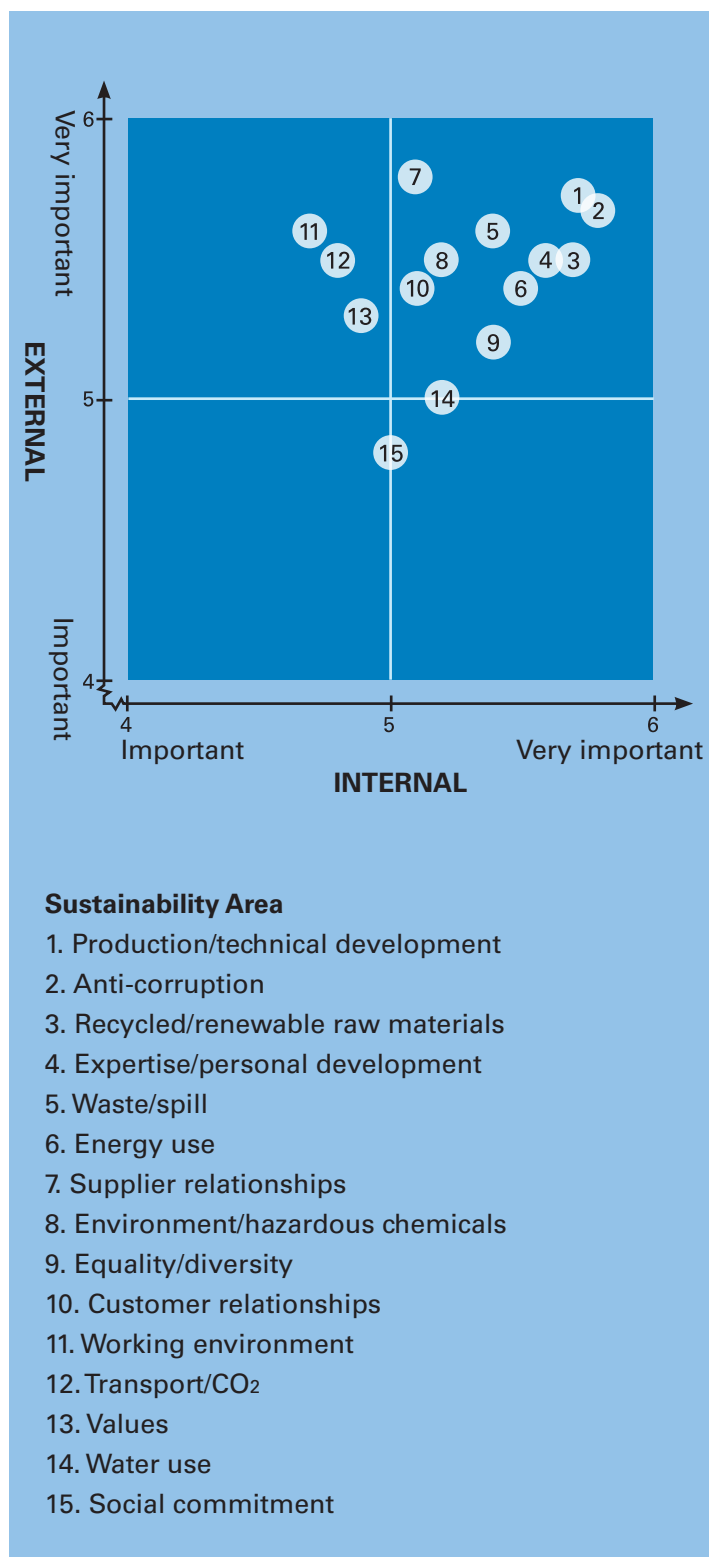 6
Very important
7
1
2
11
5
12
8
4
3
10
6
13
9
EXTERNAL
5
14
15
Important
4
4
5
6
Important
Very important
INTERNAL
Sustainability Area
1. Production/technical development
2. Anti-corruption
3. Recycled/renewable raw materials
4. Expertise/personal development
5. Waste/spill
6. Energy use
7. Supplier relationships
8. Environment/hazardous chemicals
9. Equality/diversity
10. Customer relationships
11. Working environment
12. Transport/CO2
13. Values
14. Water use
15. Social commitment